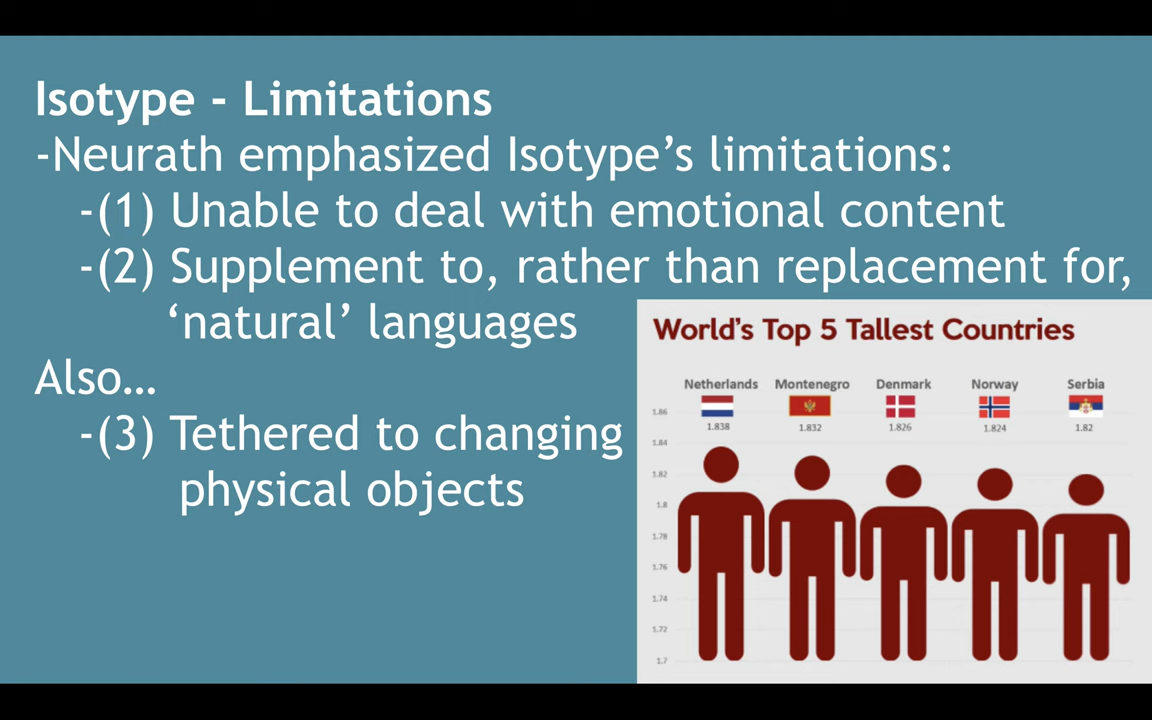 Isotype - Limitations
-Neurath emphasized Isotype’s limitations:
-(1) Unable to deal with emotional content
-(2) Supplement to, rather than replacement for,
‘natural’ languages
Also…
-(3) Tethered to changing
physical objects
World’s Top 5 Tallest Countries
Netherlands Montenegro Denmark Norway Serbia
1.838 1.832 1.826 1.824 1.82
1.86
1.84
1.82
1.8
1.78
1.76
1.74
1.72
1.7